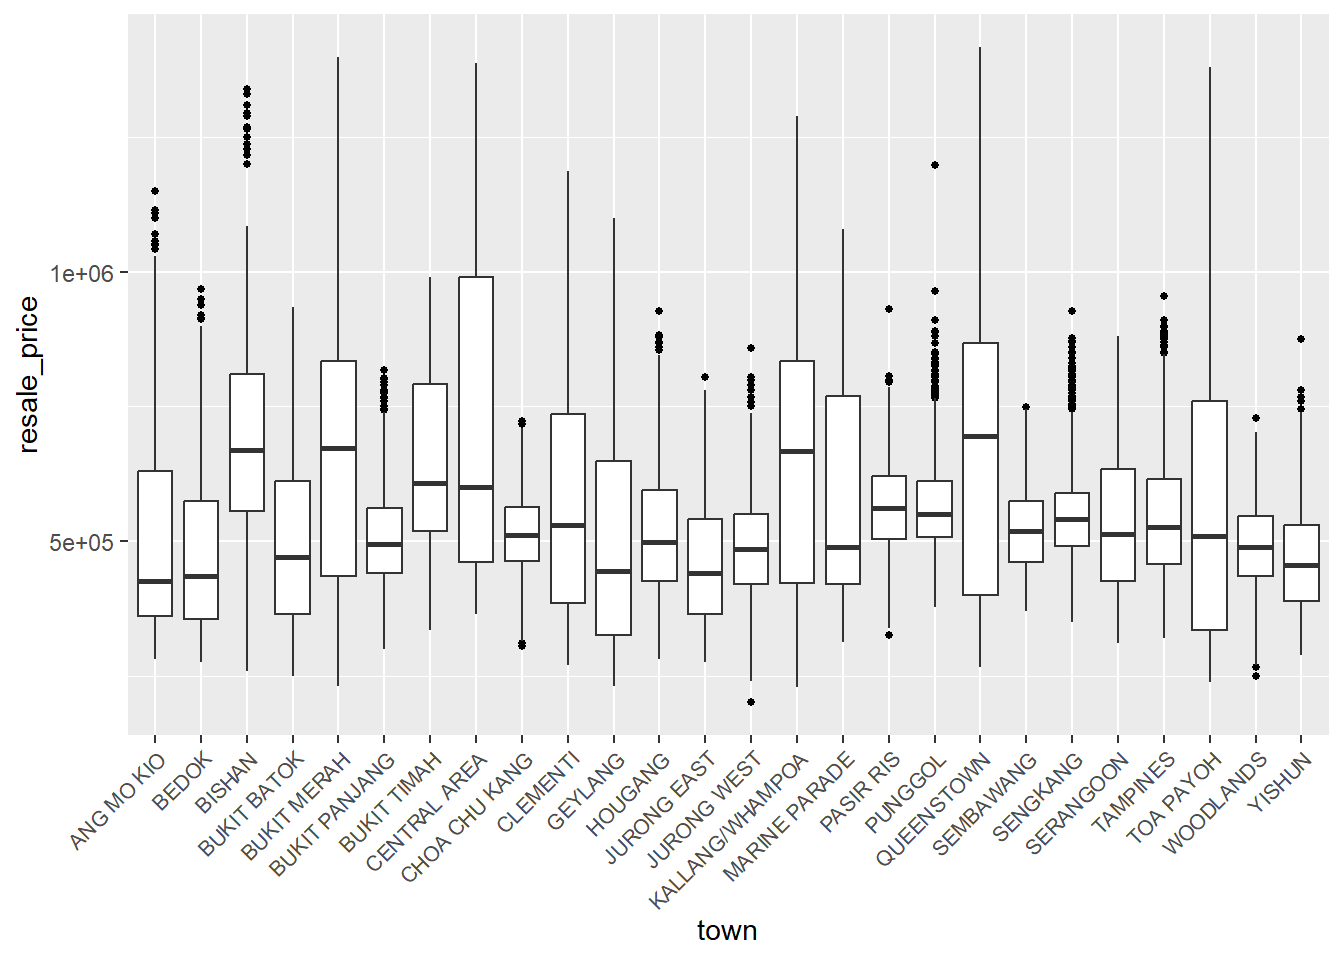 resale_price
1e+06
5e+05
ANG MO KIO
BEDOK
BISHAN
BUKIT BATOK
BUKIT MERAH
BUKIT PANJANG
BUKIT TIMAH
CENTRAL AREA
CHOA CHU KANG
CLEMENTI
GEYLANG
HOUGANG
JURONG EAST
JURONG WEST
KALLANG/WHAMPOA
MARINE PARADE
PASIR RIS
PUNGGOL
QUEENSTOWN
SEMBAWANG
SENGKANG
SERANGOON
TAMPINES
TOA PAYOH
WOODLANDS
YISHUN
town